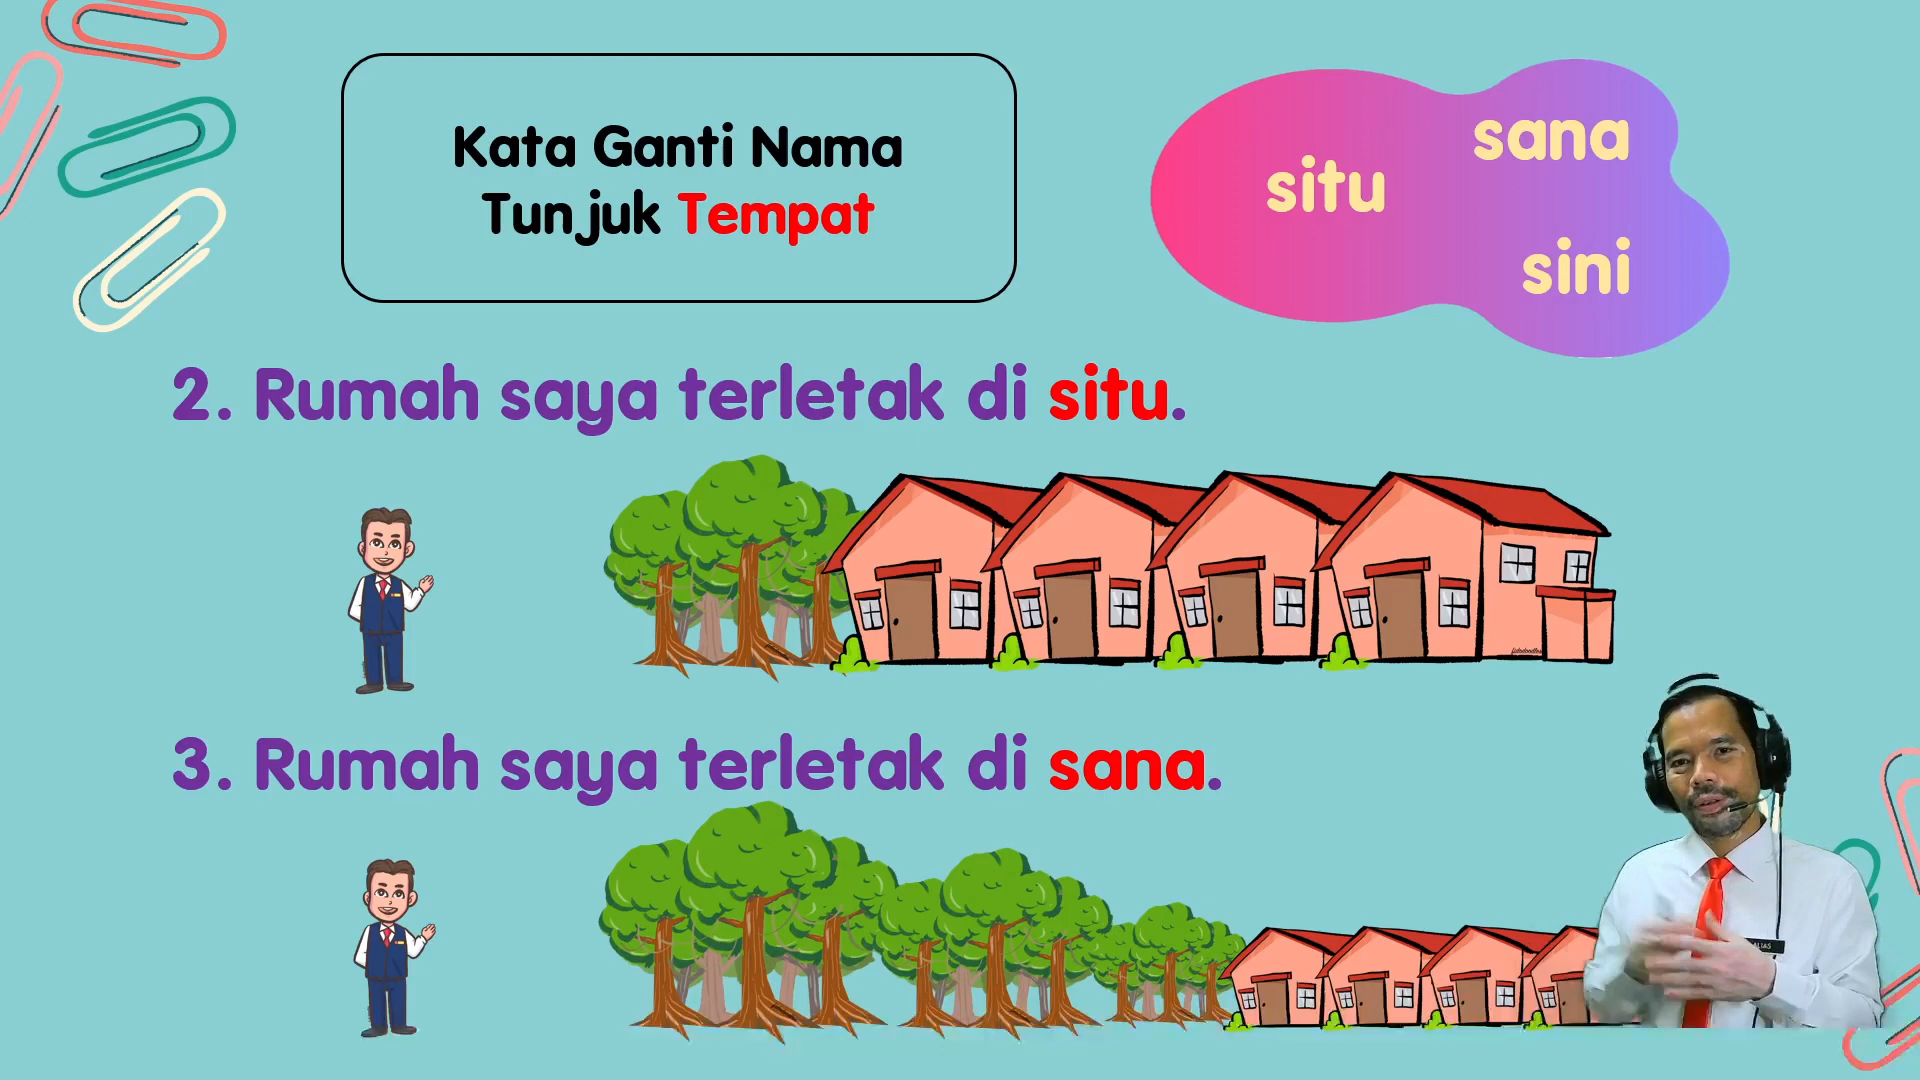 Kata Ganti Nama
Tunjuk Tempat
situ
sana
sini
2. Rumah saya terletak di situ.
3. Rumah saya terletak di sana.
ALIAS